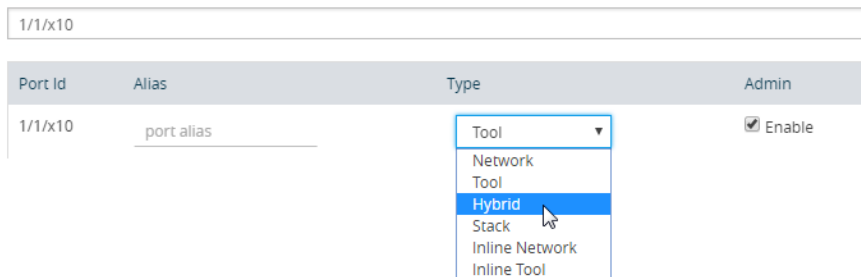 1/1/x10
Port Id Alias Type Admin
1/1/x10 port alias Tool Enable
Network
Tool
Hybrid
Stack
Inline Network
Inline Tool